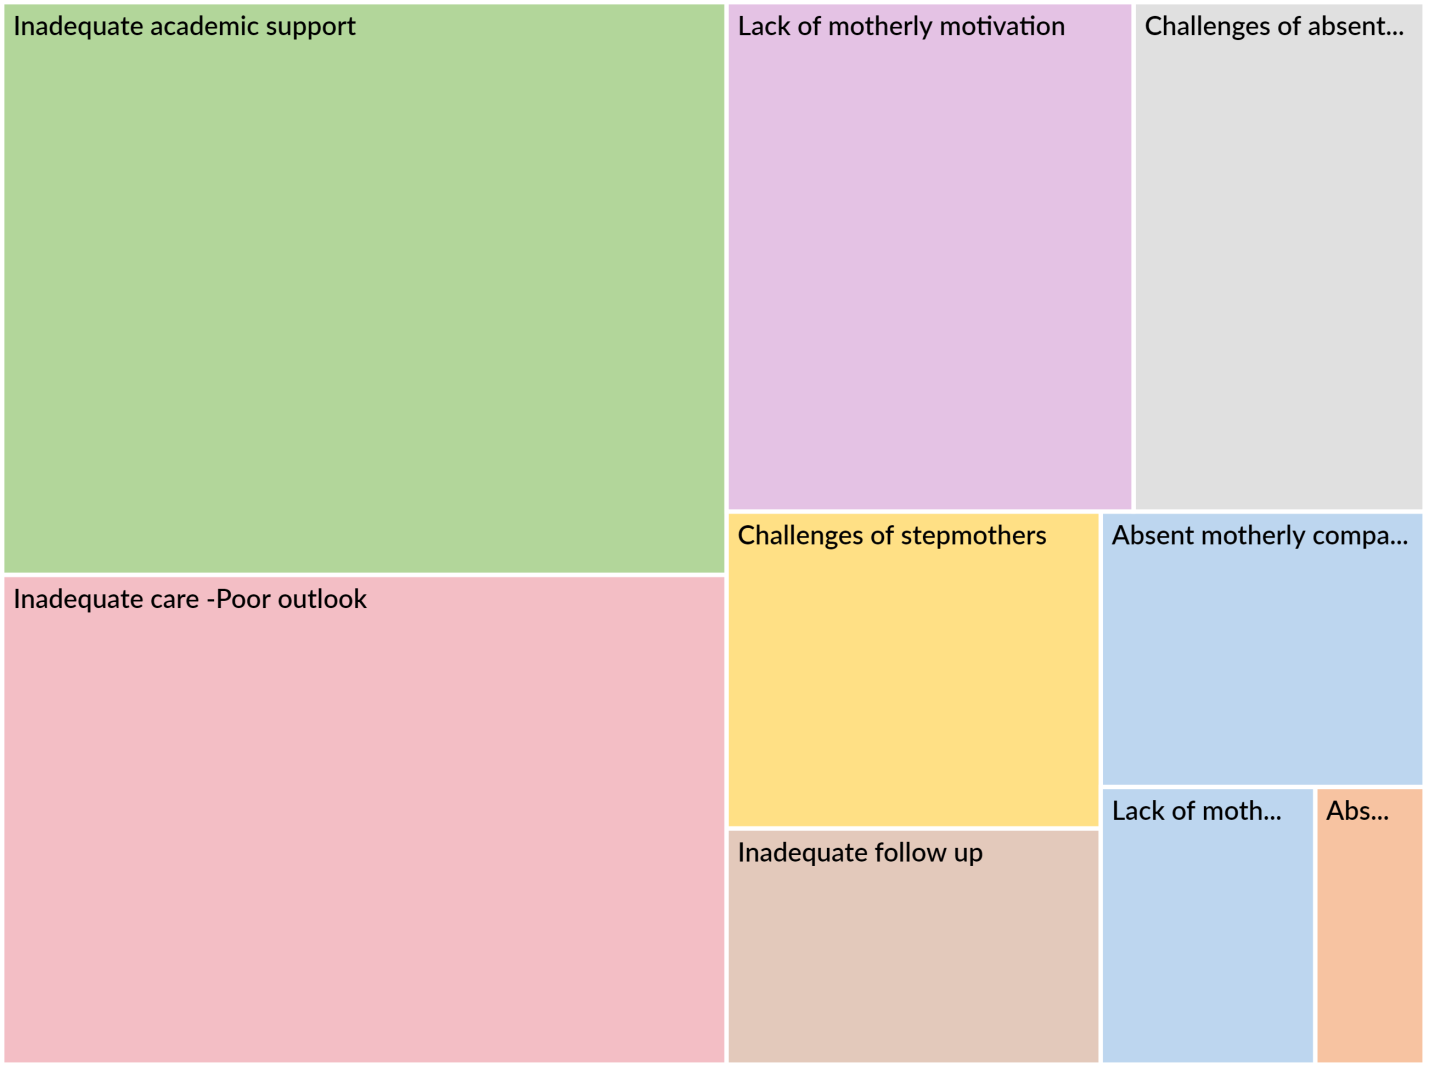 Inadequate academic support
Lack of motherly motivation
Challenges of absent...
Inadequate care -Poor outlook
Challenges of stepmothers
Absent motherly compa...
Lack of moth...
Abs...
Inadequate follow up